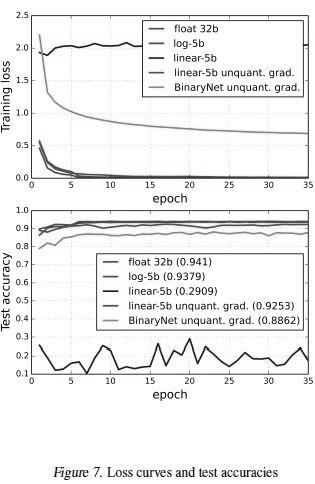 2.5
2.0
1.5
1.0
0.5
0.0
Training loss
float 32b
log-5b
linear-5b
linear-5b unquant. grad.
BinaryNet unquant. grad.
0 5 10 15 20 25 30 35
epoch
1.0
0.9
0.8
0.7
0.6
0.5
0.4
0.3
0.2
0.1
Test accuracy
float 32b (0.941)
log-5b (0.9379)
linear-5b (0.2909)
linear-5b unquant. grad. (0.9253)
BinaryNet unquant. grad. (0.8862)
0 5 10 15 20 25 30 35
epoch
Figure 7. Loss curves and test accuracies